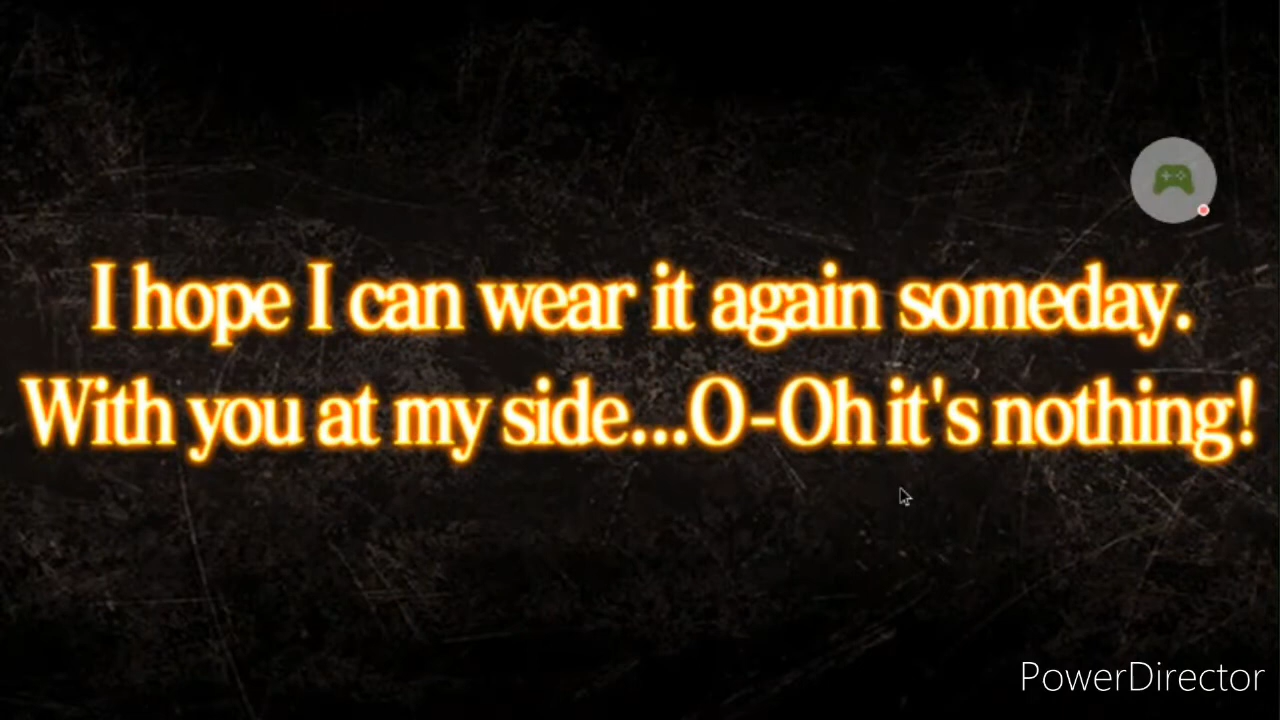 I hope I can wear it again someday.
With you at my side...O-Oh it's nothing!
PowerDirector